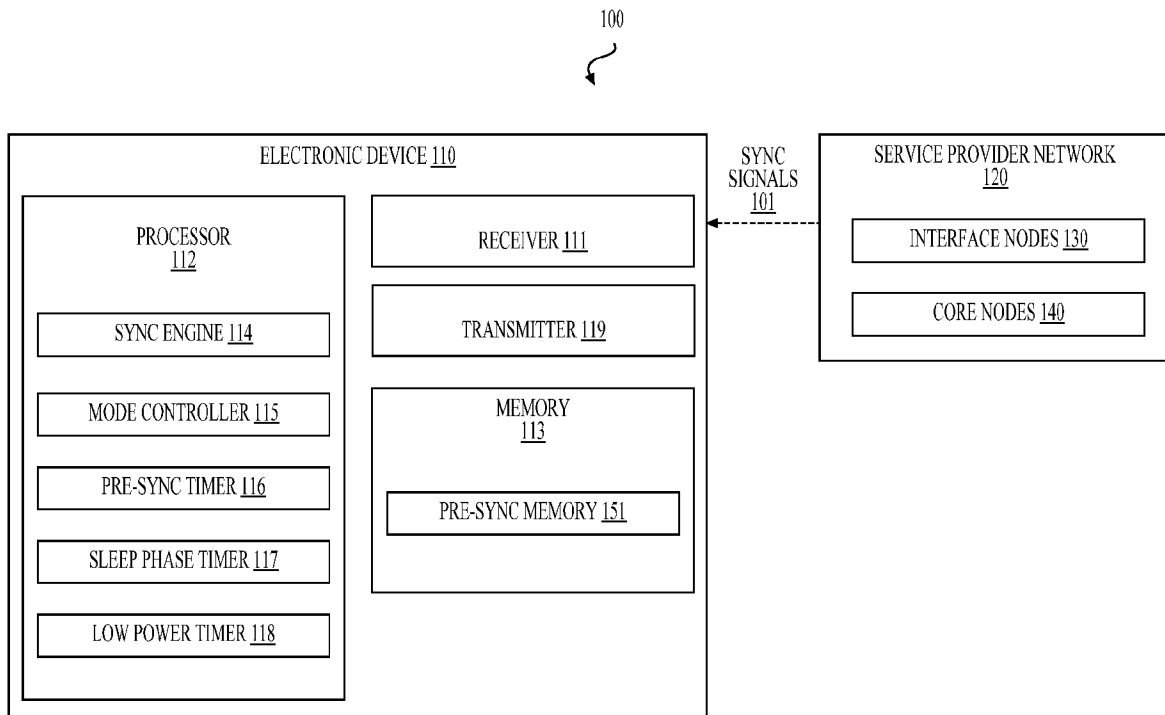 100
ELECTRONIC DEVICE 110
PROCESSOR
112
SYNC ENGINE 114
MODE CONTROLLER 115
PRE-SYNC TIMER 116
SLEEP PHASE TIMER 117
LOW POWER TIMER 118
RECEIVER 111
TRANSMITTER 119
MEMORY
113
PRE-SYNC MEMORY 151
SYNC
SIGNALS
101
SERVICE PROVIDER NETWORK
120
INTERFACE NODES 130
CORE NODES 140